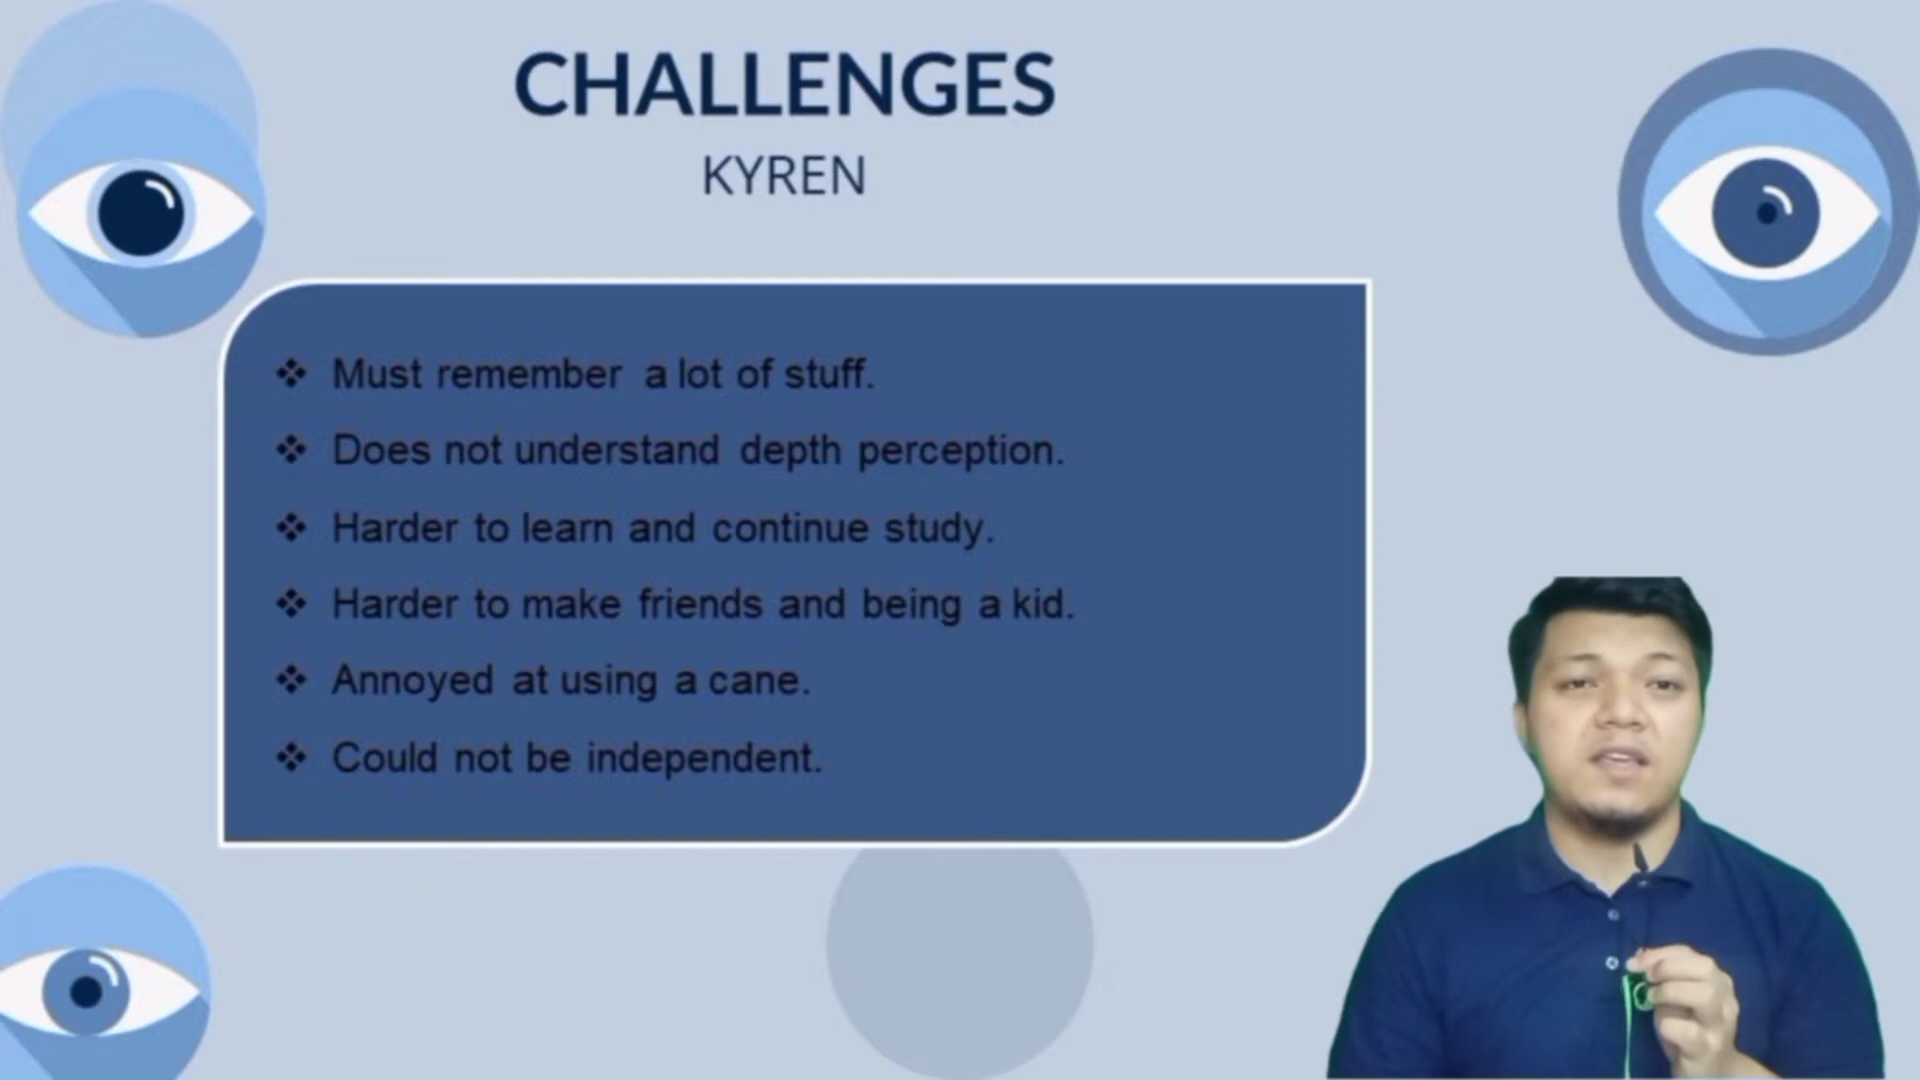 CHALLENGES
KYREN
❖ Must remember a lot of stuff.
❖ Does not understand depth perception.
❖ Harder to learn and continue study.
❖ Harder to make friends and being a kid.
❖ Annoyed at using a cane.
❖ Could not be independent.